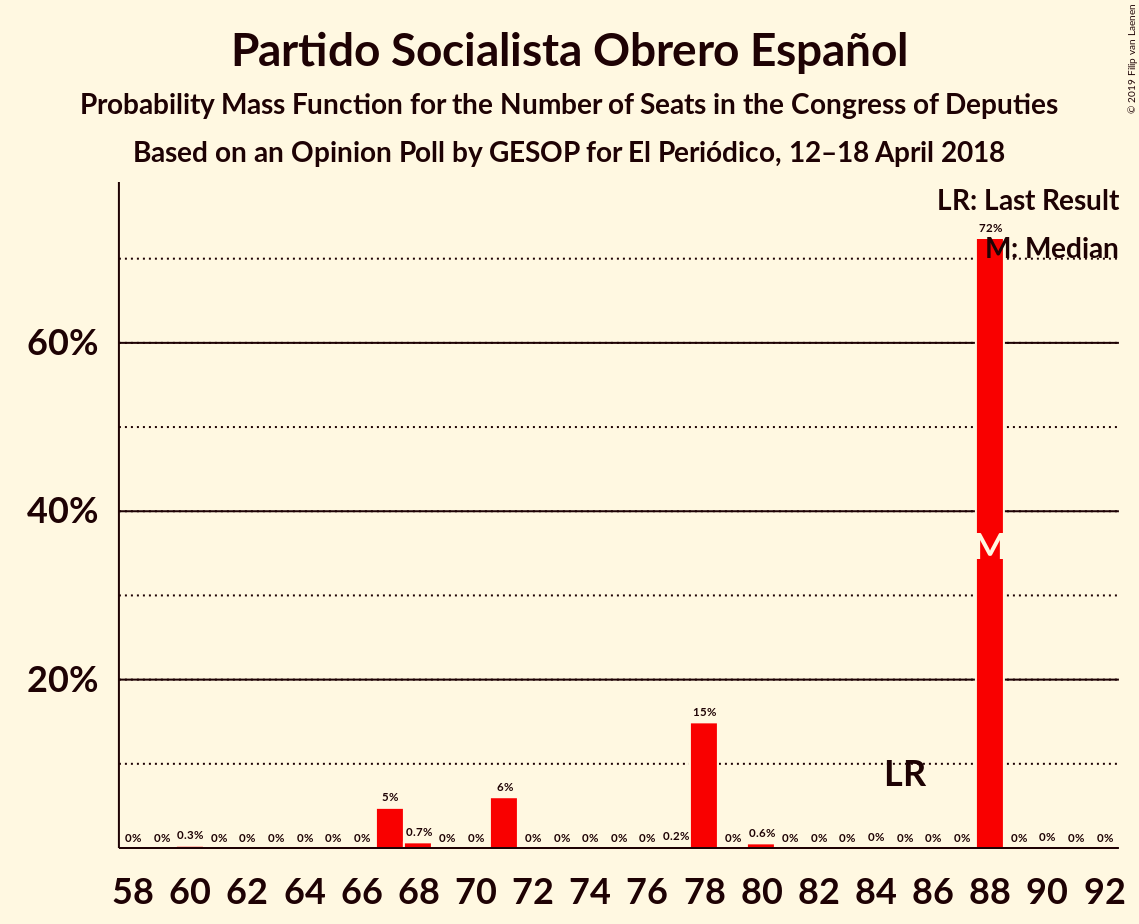 Partido Socialista Obrero Español
Probability Mass Function for the Number of Seats in the Congress of Deputies
Based on an Opinion Poll by GESOP for El Periódico, 12–18 April 2018
© 2019 Filip van Laenen
LR: Last Result
M: Median
60%
40%
20%
0% 0% 0.3% 0% 0% 0% 0% 0% 0% 5% 0.7% 0% 0% 6% 0% 0% 0% 0% 0% 0.2% 15% 0% 0.6% 0% 0% 0% 0% 0% 0% 0% 72% 0% 0% 0% 0%
M
LR
58 60 62 64 66 68 70 72 74 76 78 80 82 84 86 88 90 92